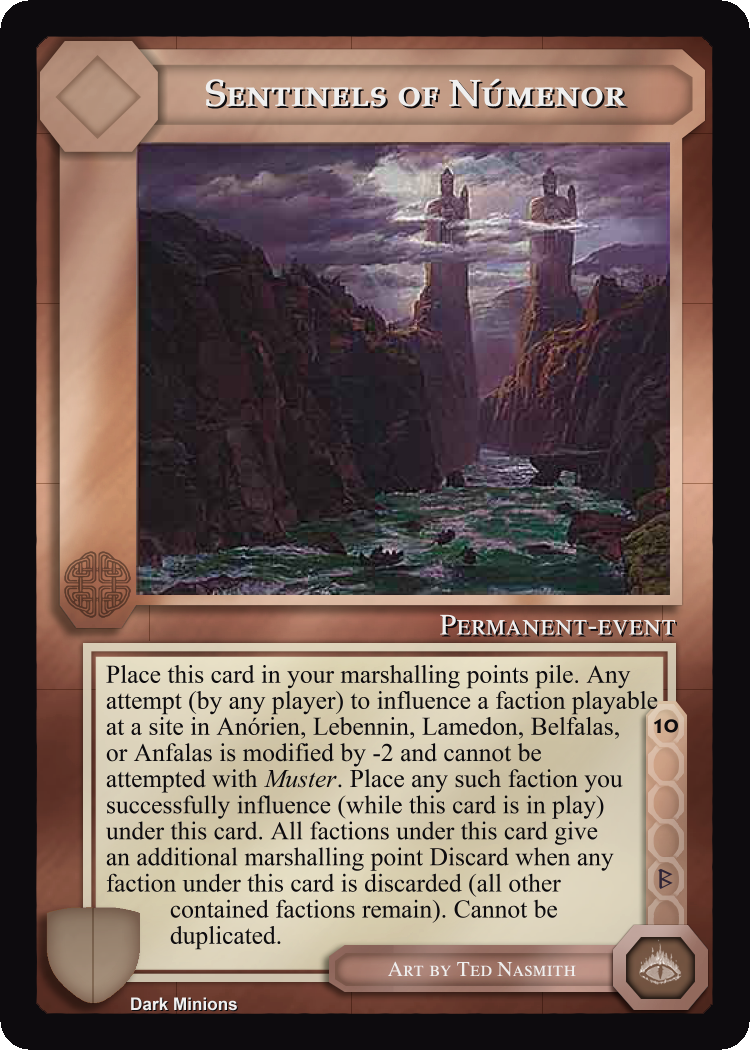 Sentinels of Númenor
Permanent-event
Place this card in your marshalling points pile. Any
attempt (by any player) to influence a faction playable
at a site in Anórien, Lebennin, Lamedon, Belfalas,
or Anfalas is modified by -2 and cannot be
attempted with Muster. Place any such faction you
successfully influence (while this card is in play)
under this card. All factions under this card give
an additional marshalling point Discard when any
faction under this card is discarded (all other
contained factions remain). Cannot be
duplicated.
10
ᛒ
Art by Ted Nasmith
Dark Minions